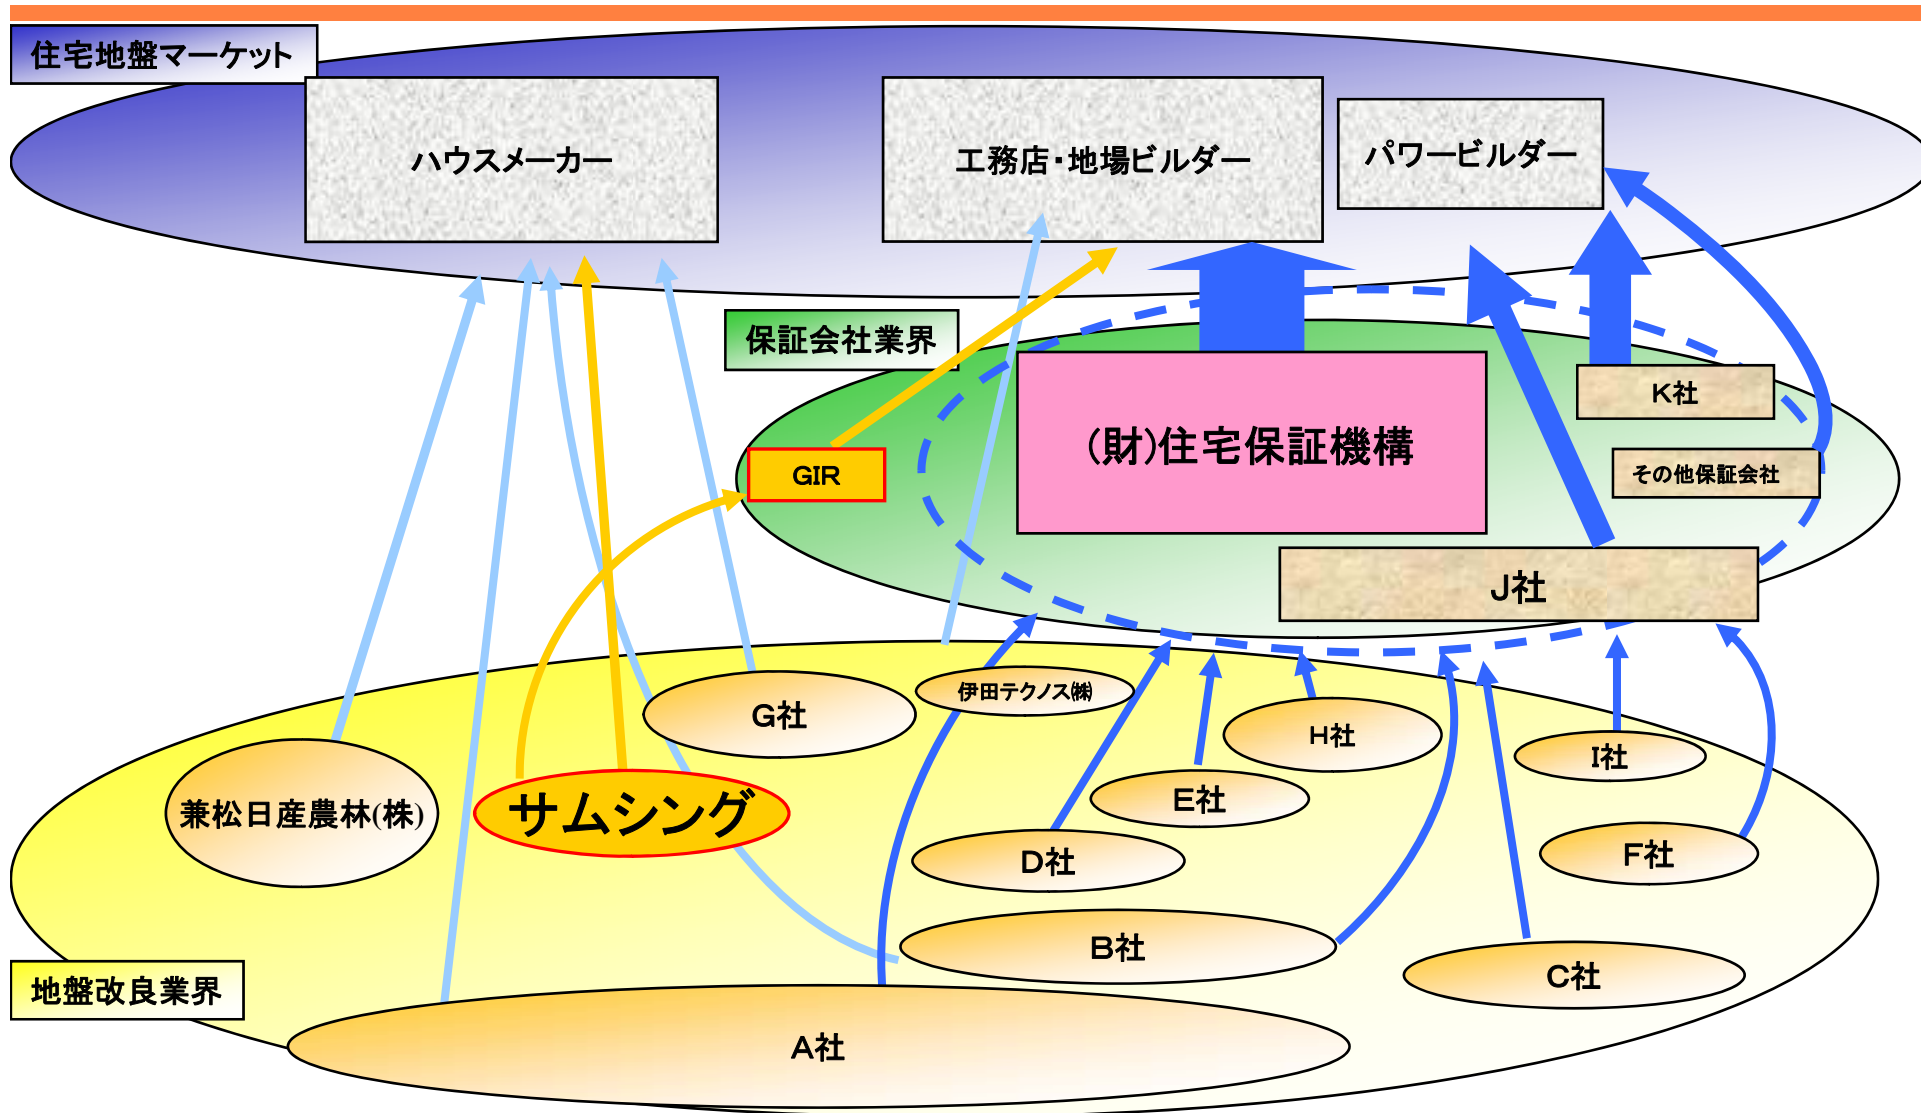 住宅地盤マーケット
ハウスメーカー
工務店・地場ビルダー
パワービルダー
保証会社業界
K社
(財)住宅保証機構
GIR
その他保証会社
J社
伊田テクノス㈱
G社
H社
I社
E社
兼松日産農林(株)
サムシング
D社
F社
B社
C社
地盤改良業界
A社